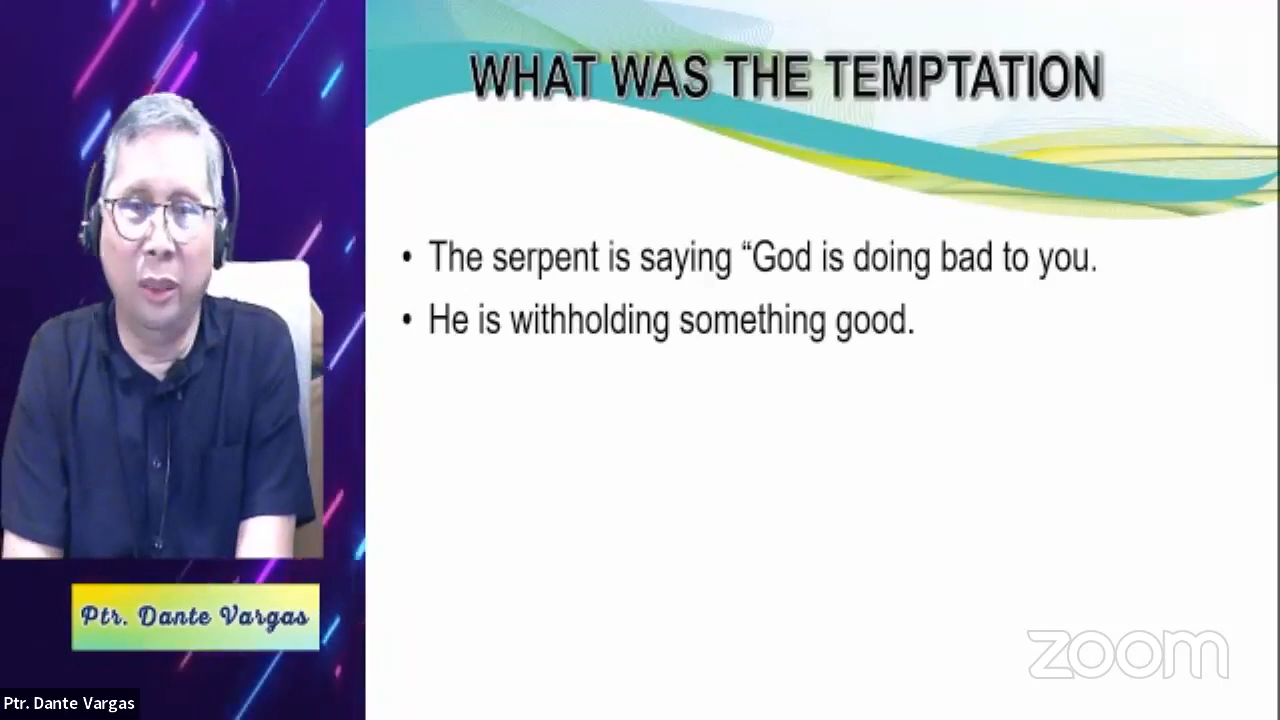 WHAT WAS THE TEMPTATION
• The serpent is saying “God is doing bad to you.
• He is withholding something good.
Ptr. Dante Vargas
zoom
Ptr. Dante Vargas